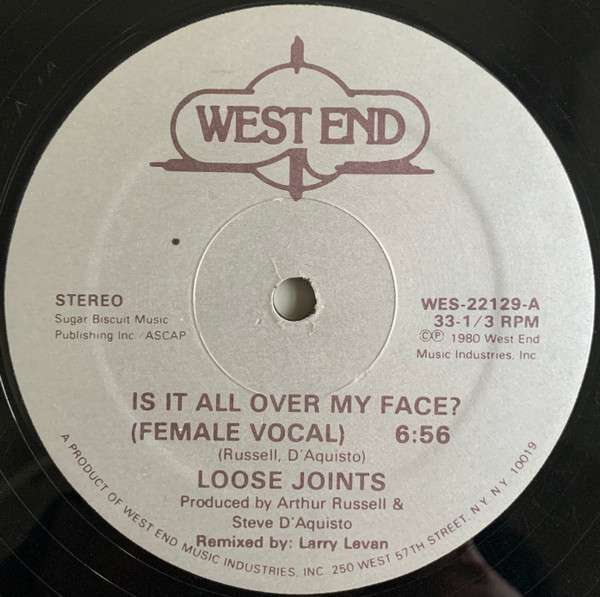 WEST END
STEREO
Sugar Biscuit Music
Publishing Inc. /ASCAP
WES-22129-A
33-1/3 RPM
©℗ 1980 West End
Music Industries, Inc.
IS IT ALL OVER MY FACE?
(FEMALE VOCAL) 6:56
(Russell, D'Aquisto)
LOOSE JOINTS
Produced by Arthur Russell &
Steve D'Aquisto
Remixed by: Larry Levan
A PRODUCT OF WEST END MUSIC INDUSTRIES, INC. 250 WEST 57TH STREET, N.Y. N.Y. 10019